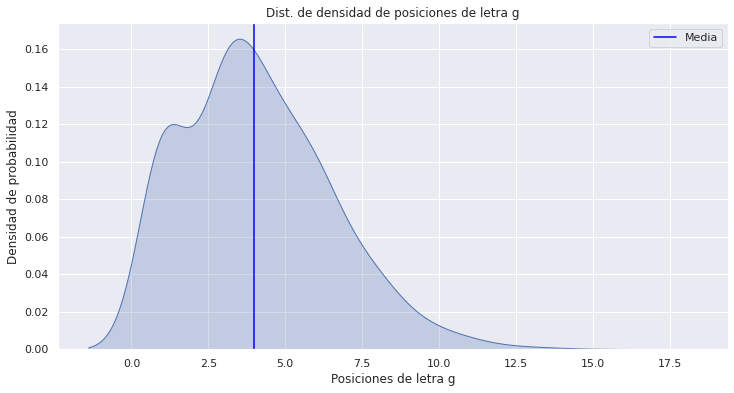 Dist. de densidad de posiciones de letra g
Media
Densidad de probabilidad
0.16
0.14
0.12
0.10
0.08
0.06
0.04
0.02
0.00
0.0 2.5 5.0 7.5 10.0 12.5 15.0 17.5
Posiciones de letra g